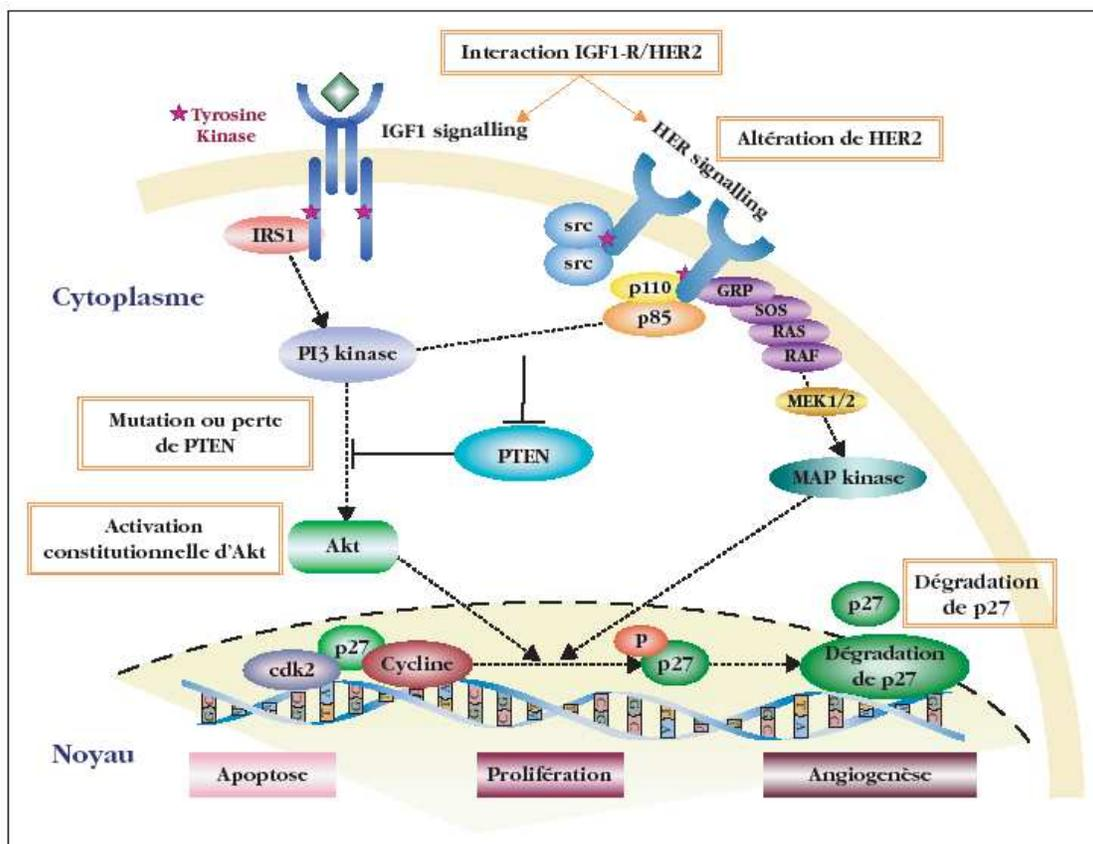 Interaction IGF1-R/HER2
Tyrosine
Kinase
IGF1 signalling
HER signalling
Altération de HER2
IRS1
src
src
Cytoplasme
p110
p85
GRP
SOS
RAS
RAF
PI3 kinase
MEK1/2
Mutation ou perte
de PTEN
PTEN
MAP kinase
Activation
constitutionnelle d'Akt
Akt
p27
Dégradation
de p27
P
p27
cdk2
Cycline
p27
Dégradation
de p27
Noyau
Apoptose
Prolifération
Angiogenèse